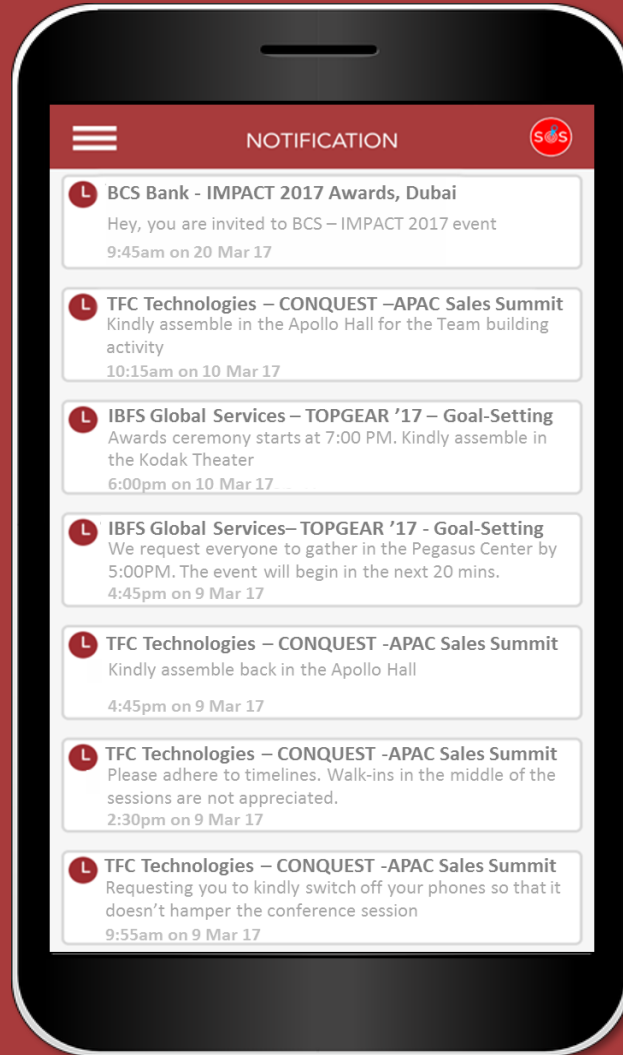 NOTIFICATION
SOS
BCS Bank - IMPACT 2017 Awards, Dubai
Hey, you are invited to BCS – IMPACT 2017 event
9:45am on 20 Mar 17
TFC Technologies – CONQUEST –APAC Sales Summit
Kindly assemble in the Apollo Hall for the Team building
activity
10:15am on 10 Mar 17
IBFS Global Services – TOPGEAR ’17 – Goal-Setting
Awards ceremony starts at 7:00 PM. Kindly assemble in
the Kodak Theater
6:00pm on 10 Mar 17
IBFS Global Services– TOPGEAR ’17 - Goal-Setting
We request everyone to gather in the Pegasus Center by
5:00PM. The event will begin in the next 20 mins.
4:45pm on 9 Mar 17
TFC Technologies – CONQUEST -APAC Sales Summit
Kindly assemble back in the Apollo Hall
4:45pm on 9 Mar 17
TFC Technologies – CONQUEST -APAC Sales Summit
Please adhere to timelines. Walk-ins in the middle of the
sessions are not appreciated.
2:30pm on 9 Mar 17
TFC Technologies – CONQUEST -APAC Sales Summit
Requesting you to kindly switch off your phones so that it
doesn’t hamper the conference session
9:55am on 9 Mar 17